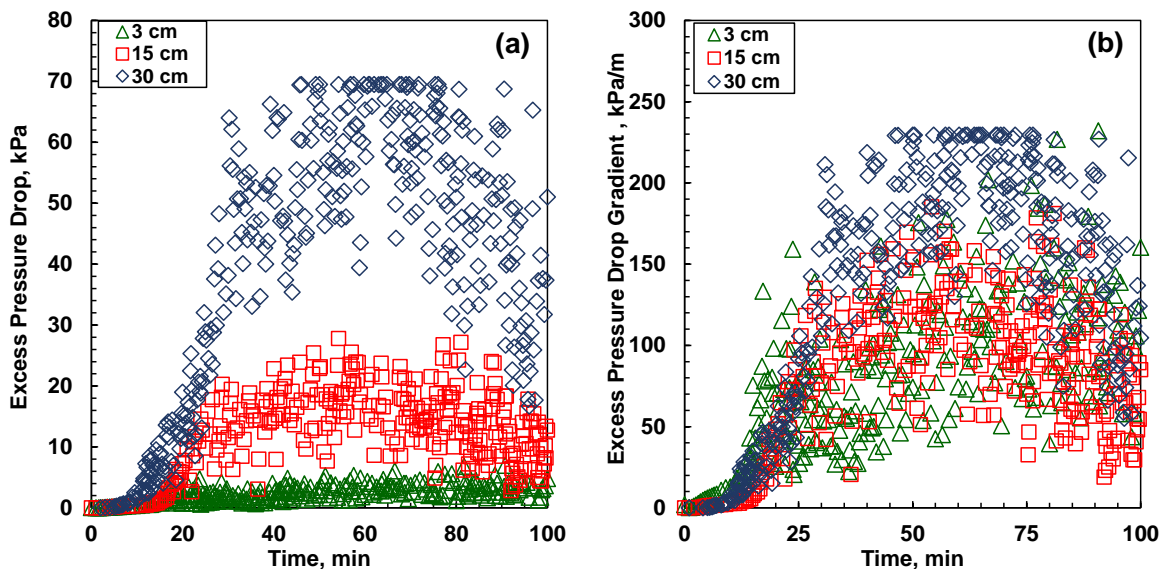 80
70
60
50
40
30
20
10
0
0
20
40
60
80
100
Excess Pressure Drop, kPa
Time, min
3 cm
15 cm
30 cm
(a)
300
250
200
150
100
50
0
0
25
50
75
100
Excess Pressure Drop Gradient , kPa/m
Time, min
3 cm
15 cm
30 cm
(b)